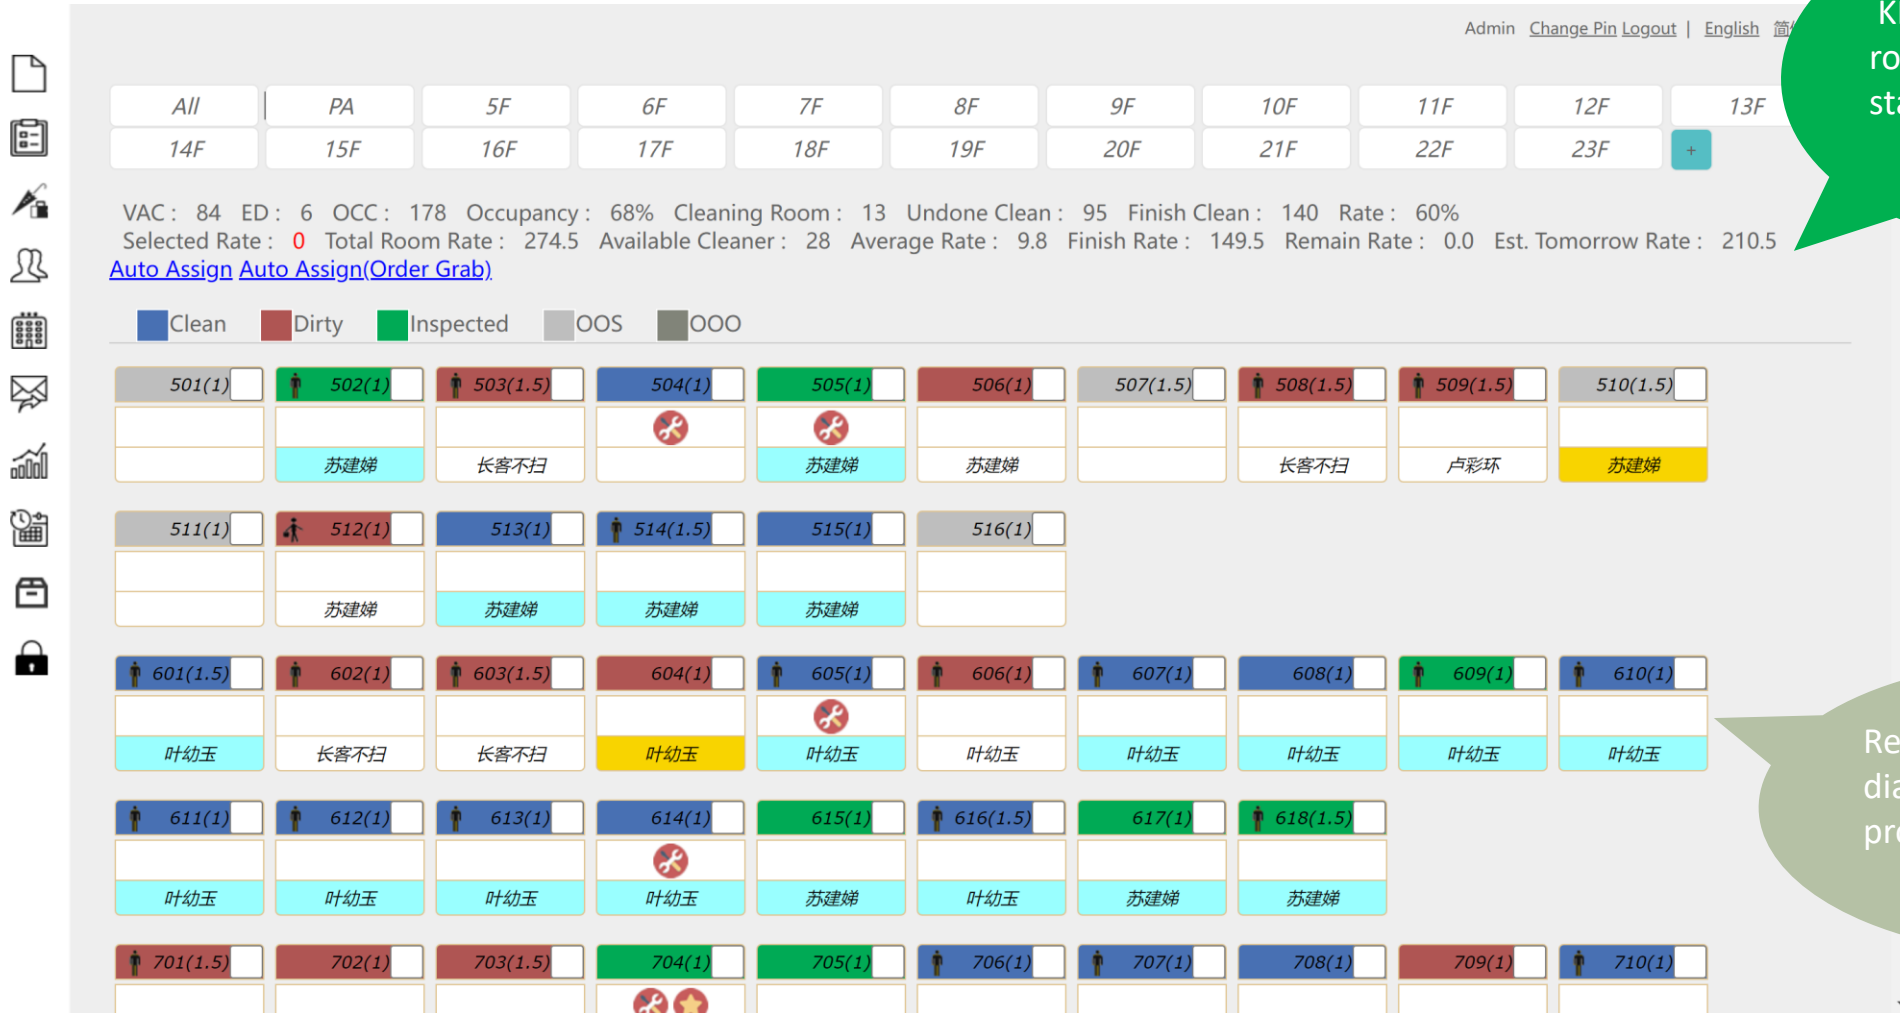 Admin Change Pin Logout | English
All PA 5F 6F 7F 8F 9F 10F 11F 12F 13F
14F 15F 16F 17F 18F 19F 20F 21F 22F 23F +
VAC : 84 ED : 6 OCC : 178 Occupancy : 68% Cleaning Room : 13 Undone Clean : 95 Finish Clean : 140 Rate : 60%
Selected Rate : 0 Total Room Rate : 274.5 Available Cleaner : 28 Average Rate : 9.8 Finish Rate : 149.5 Remain Rate : 0.0 Est. Tomorrow Rate : 210.5
Auto Assign Auto Assign(Order Grab)
Clean Dirty Inspected OOS OOO
501(1) 502(1) 503(1.5) 504(1) 505(1) 506(1) 507(1.5) 508(1.5) 509(1.5) 510(1.5)
苏建娣 长客不扫 苏建娣 苏建娣 长客不扫 卢彩环 苏建娣
511(1) 512(1) 513(1) 514(1.5) 515(1) 516(1)
苏建娣 苏建娣 苏建娣 苏建娣
601(1.5) 602(1) 603(1.5) 604(1) 605(1) 606(1) 607(1) 608(1) 609(1) 610(1)
叶幼玉 长客不扫 长客不扫 叶幼玉 叶幼玉 叶幼玉 叶幼玉 叶幼玉 叶幼玉 叶幼玉
611(1) 612(1) 613(1) 614(1) 615(1) 616(1.5) 617(1) 618(1.5)
叶幼玉 叶幼玉 叶幼玉 叶幼玉 苏建娣 叶幼玉 苏建娣 苏建娣
701(1.5) 702(1) 703(1.5) 704(1) 705(1) 706(1) 707(1) 708(1) 709(1) 710(1)